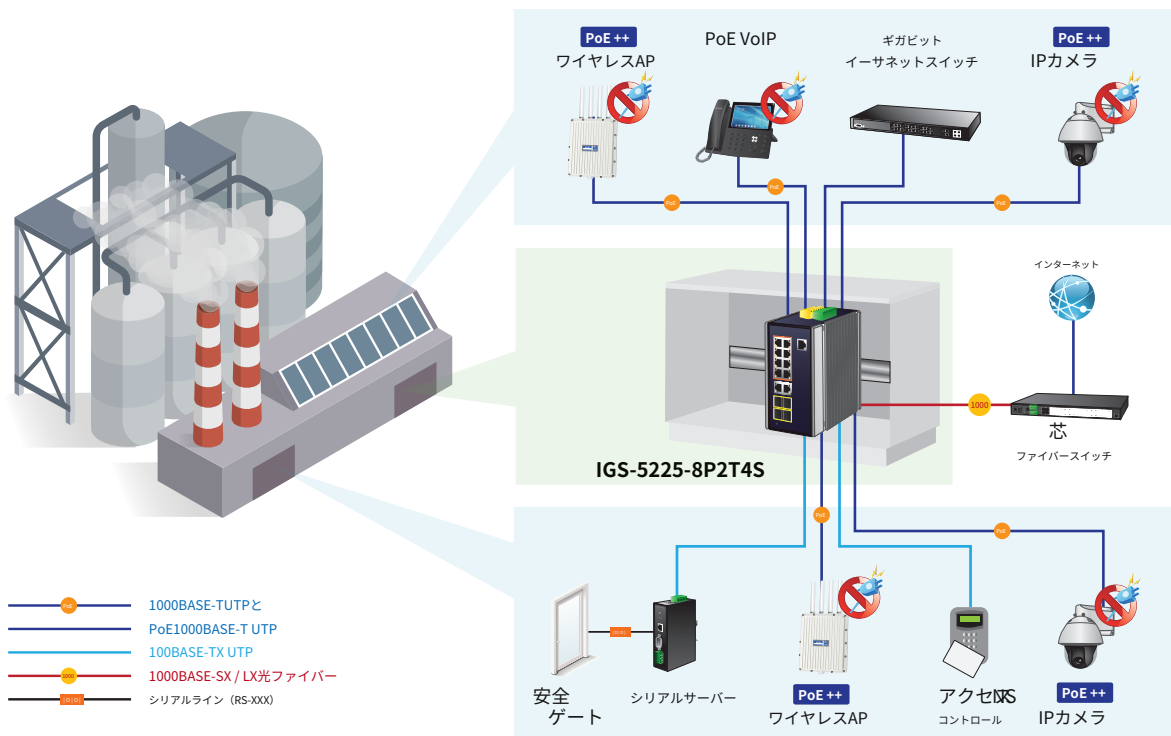 PoE ++
ワイヤレスAP
PoE VoIP
ギガビット
イーサネットスイッチ
PoE ++
IPカメラ
PoE
PoE
PoE
インターネット
1000
芯
ファイバースイッチ
IGS-5225-8P2T4S
PoE
PoE
安全
ゲート
シリアルサーバー
PoE ++
ワイヤレスAP
アクセス
コントロール
PoE ++
IPカメラ
PoE
1000BASE-TUTPと
PoE1000BASE-T UTP
100BASE-TX UTP
1000
1000BASE-SX / LX光ファイバー
シリアルライン（RS-XXX）